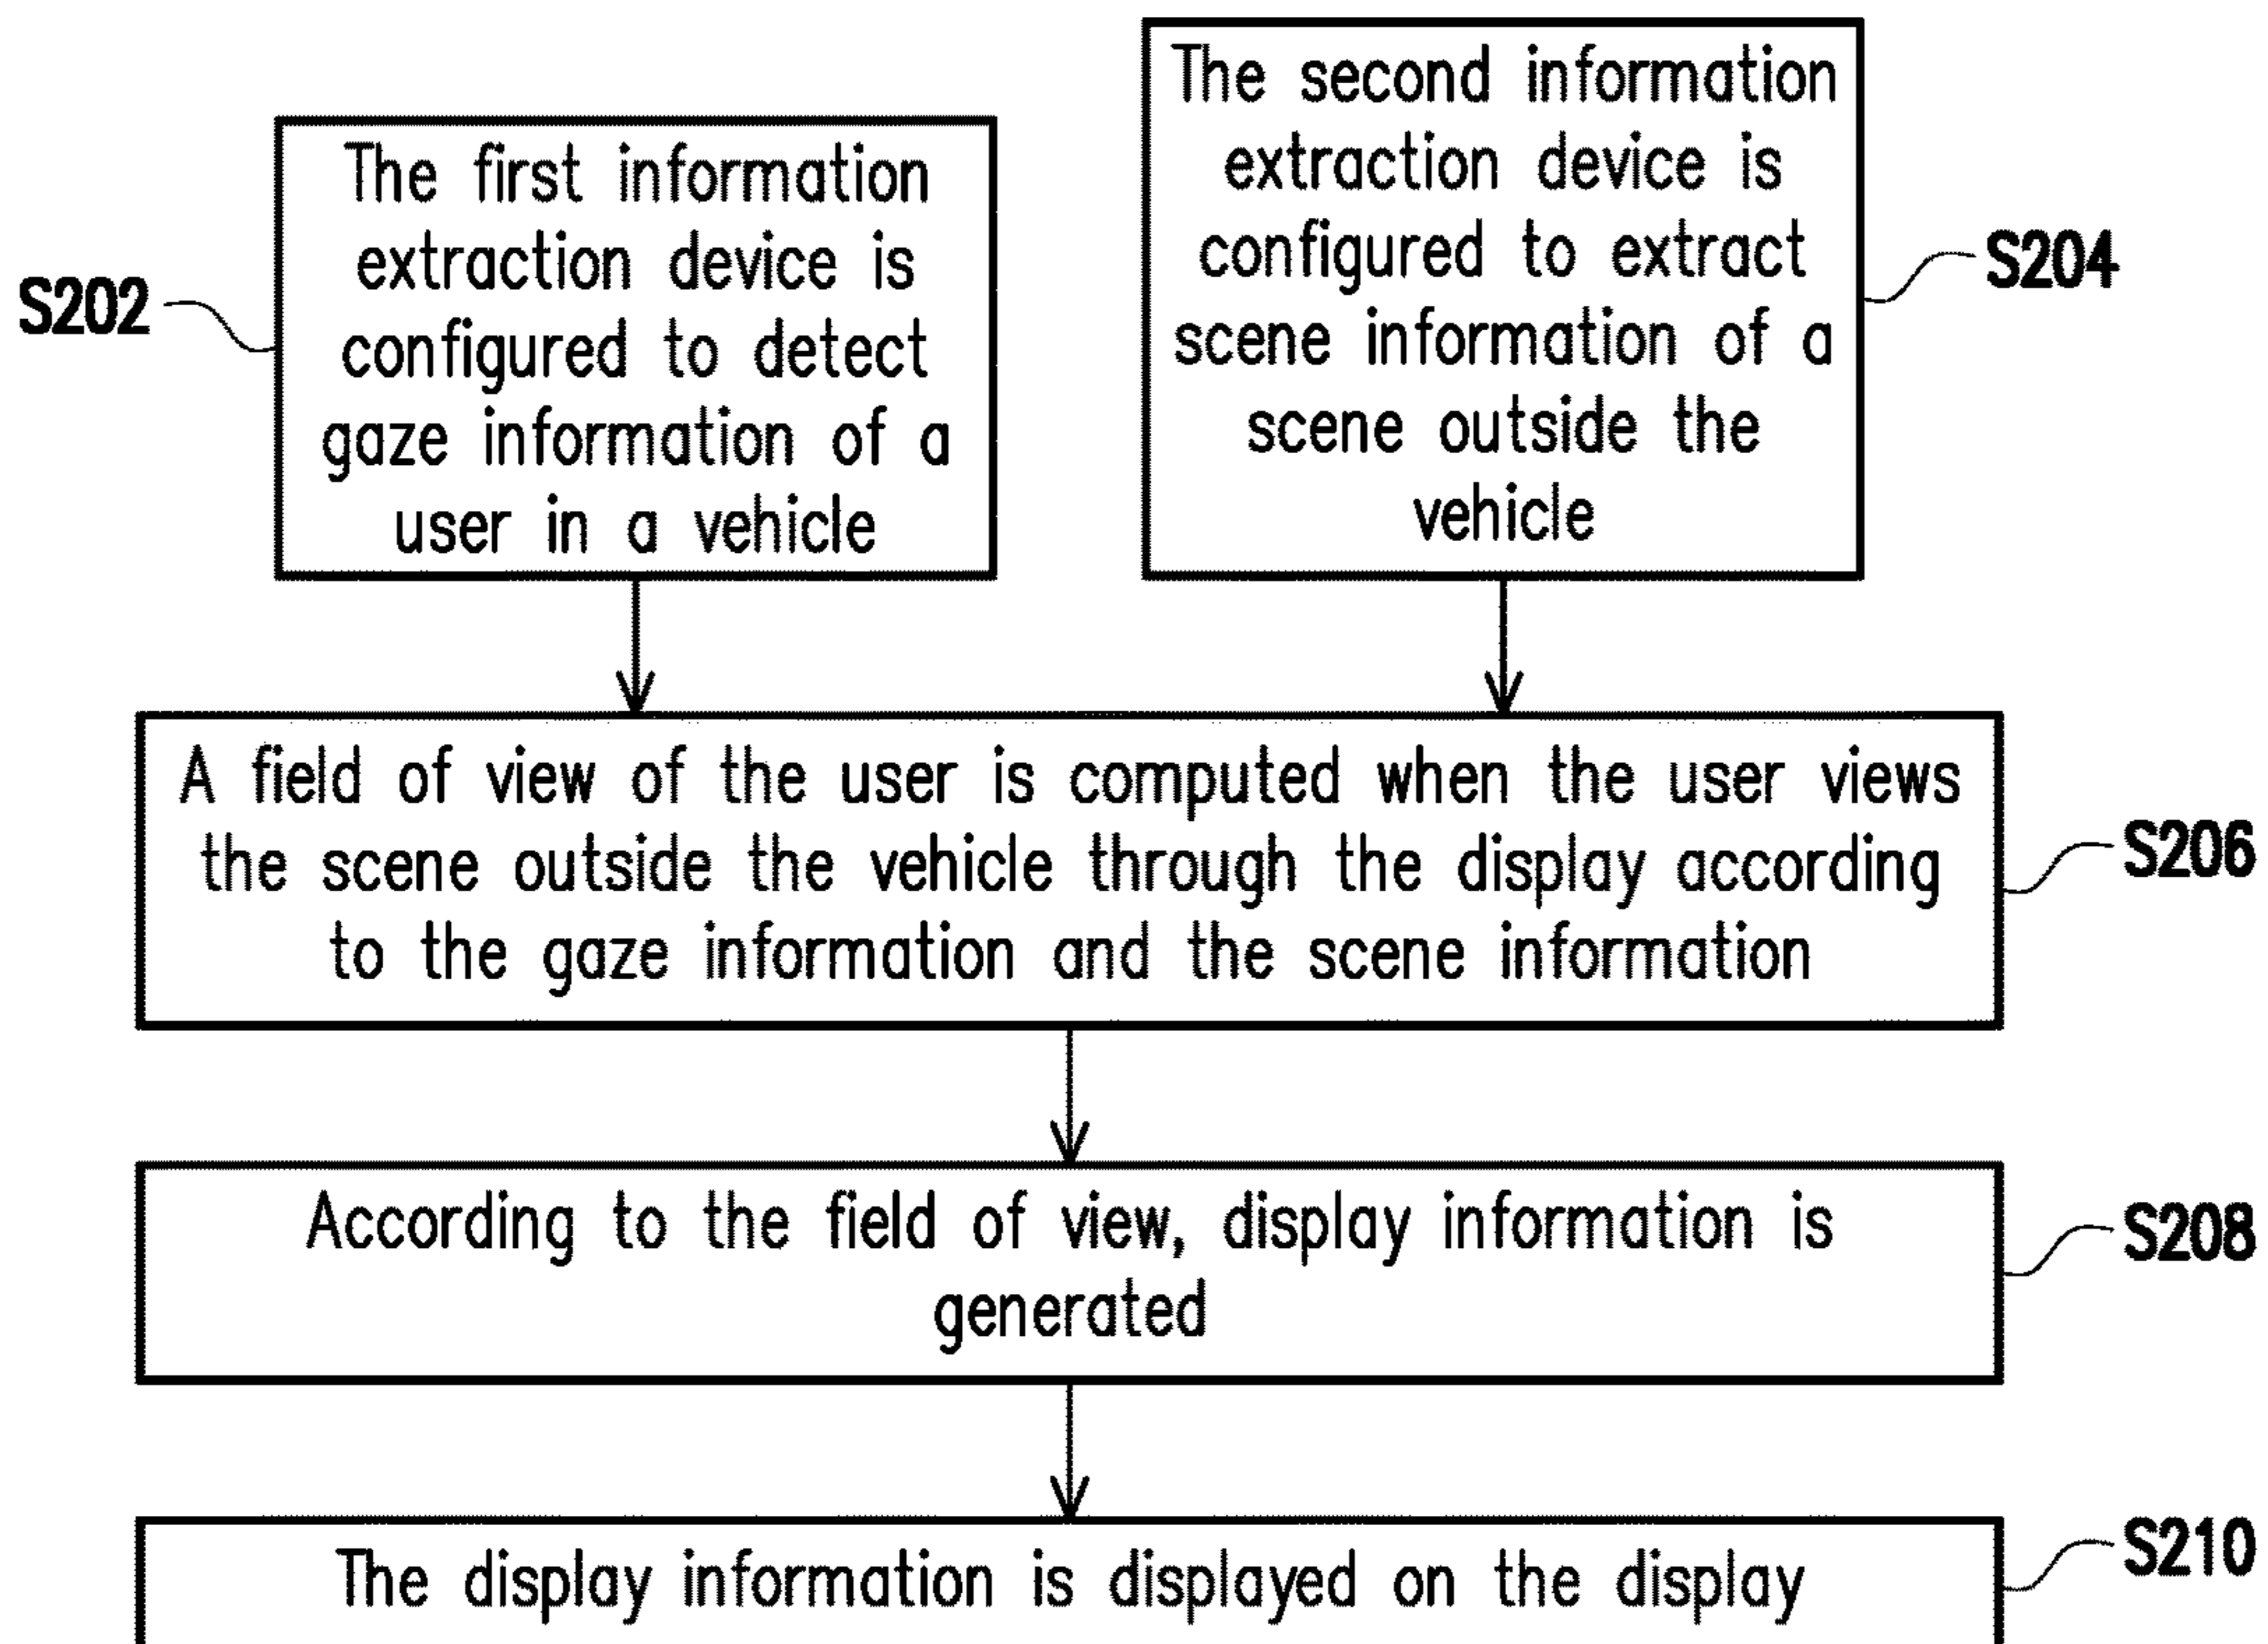 The first information
extraction device is
configured to detect
gaze information of a
user in a vehicle
S202
The second information
extraction device is
configured to extract
scene information of a
scene outside the
vehicle
S204
A field of view of the user is computed when the user views
the scene outside the vehicle through the display according
to the gaze information and the scene information
S206
According to the field of view, display information is
generated
S208
The display information is displayed on the display
S210